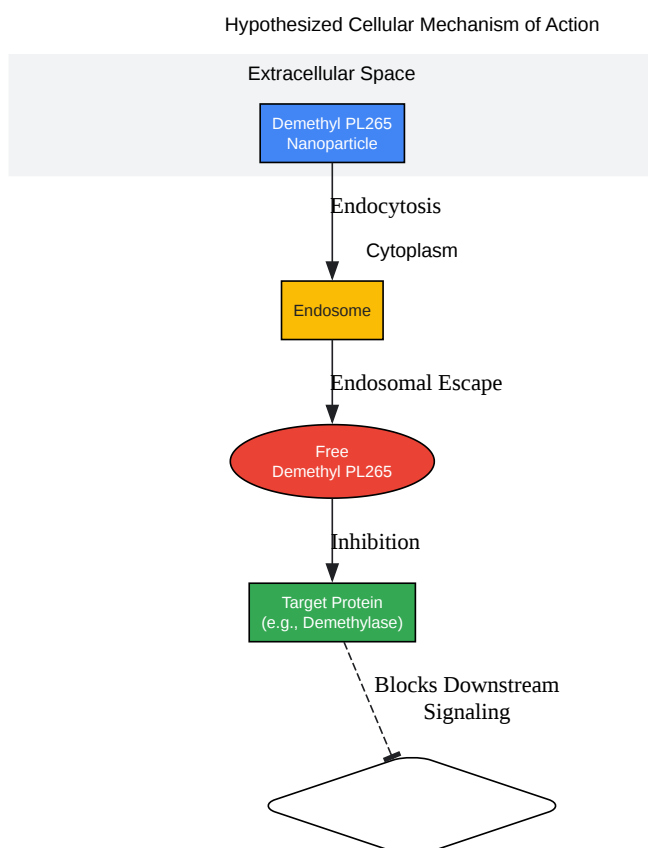 Hypothesized Cellular Mechanism of Action
Extracellular Space
Demethyl PL265
Nanoparticle
Endocytosis
Cytoplasm
Endosome
Endosomal Escape
Free
Demethyl PL265
Inhibition
Target Protein
(e.g., Demethylase)
Blocks Downstream
Signaling